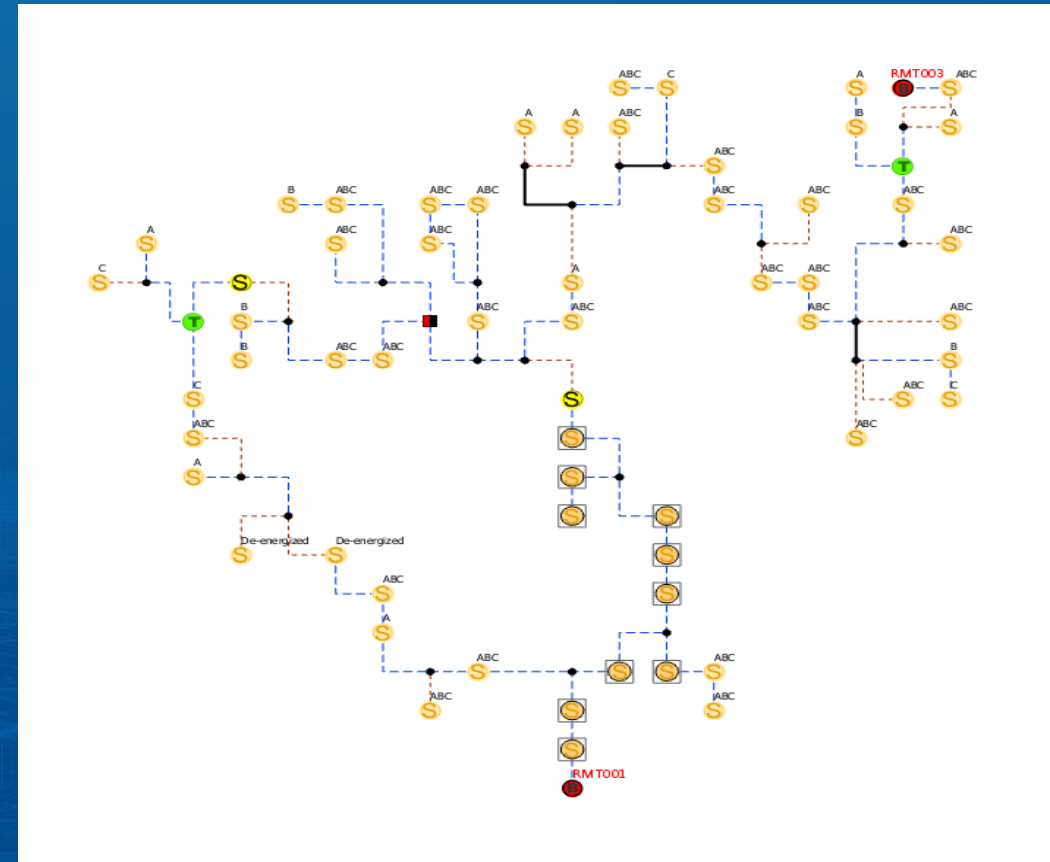 ABC C A RMT003 ABC
S S S B S
A A ABC B A
S S S S S
ABC
S T
B ABC ABC ABC ABC ABC ABC
S S S S S S S
A ABC ABC ABC
S S S S
C A ABC ABC
S S S S S
B ABC ABC ABC ABC
T S S S S S
B ABC ABC B
S S S S
C ABC C
S S S S
ABC ABC
S S S
A
S S
S S
De-energized De-energized
S S S
ABC
S S
A
S
ABC ABC
S S S S
ABC ABC
S S S
S
RMT001
B